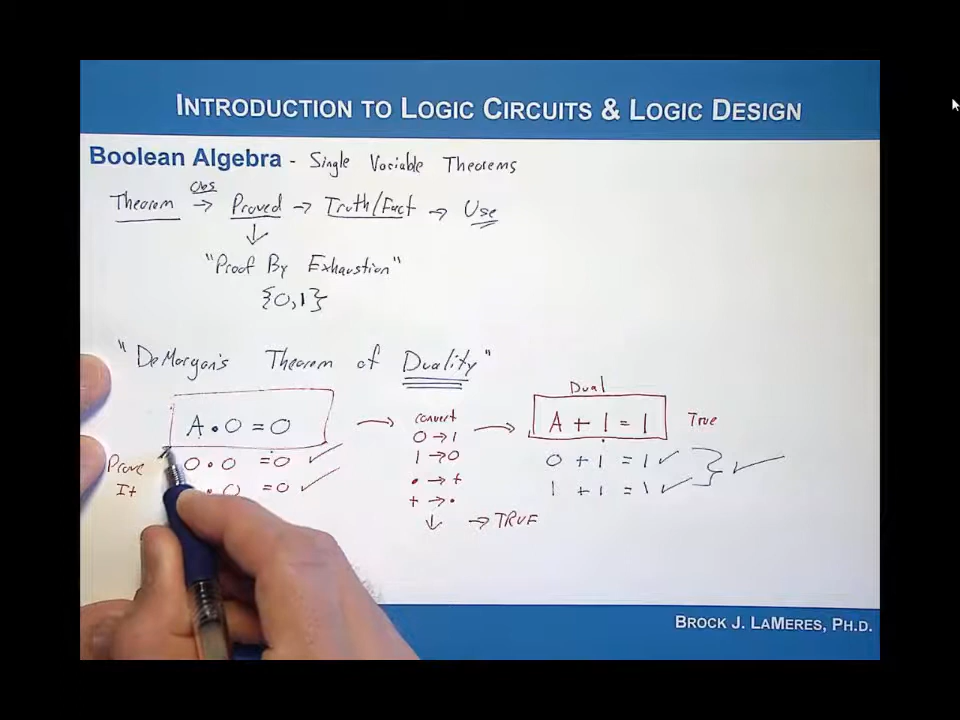 INTRODUCTION TO LOGIC CIRCUITS & LOGIC DESIGN
Boolean Algebra - Single Variable Theorems
Theorem Obs → Proved → Truth/Fact → Use
↓
"Proof By Exhaustion"
{0,1}
"DeMorgan's Theorem of Duality"
A • 0 = 0
Prove It
0 • 0 = 0 ✓
• 0 = 0 ✓
→ convert →
0 → 1
1 → 0
• → +
+ → •
↓ → TRUE
Dual
A + 1 = 1 True
0 + 1 = 1 ✓
1 + 1 = 1 ✓
BROCK J. LAMERES, PH.D.